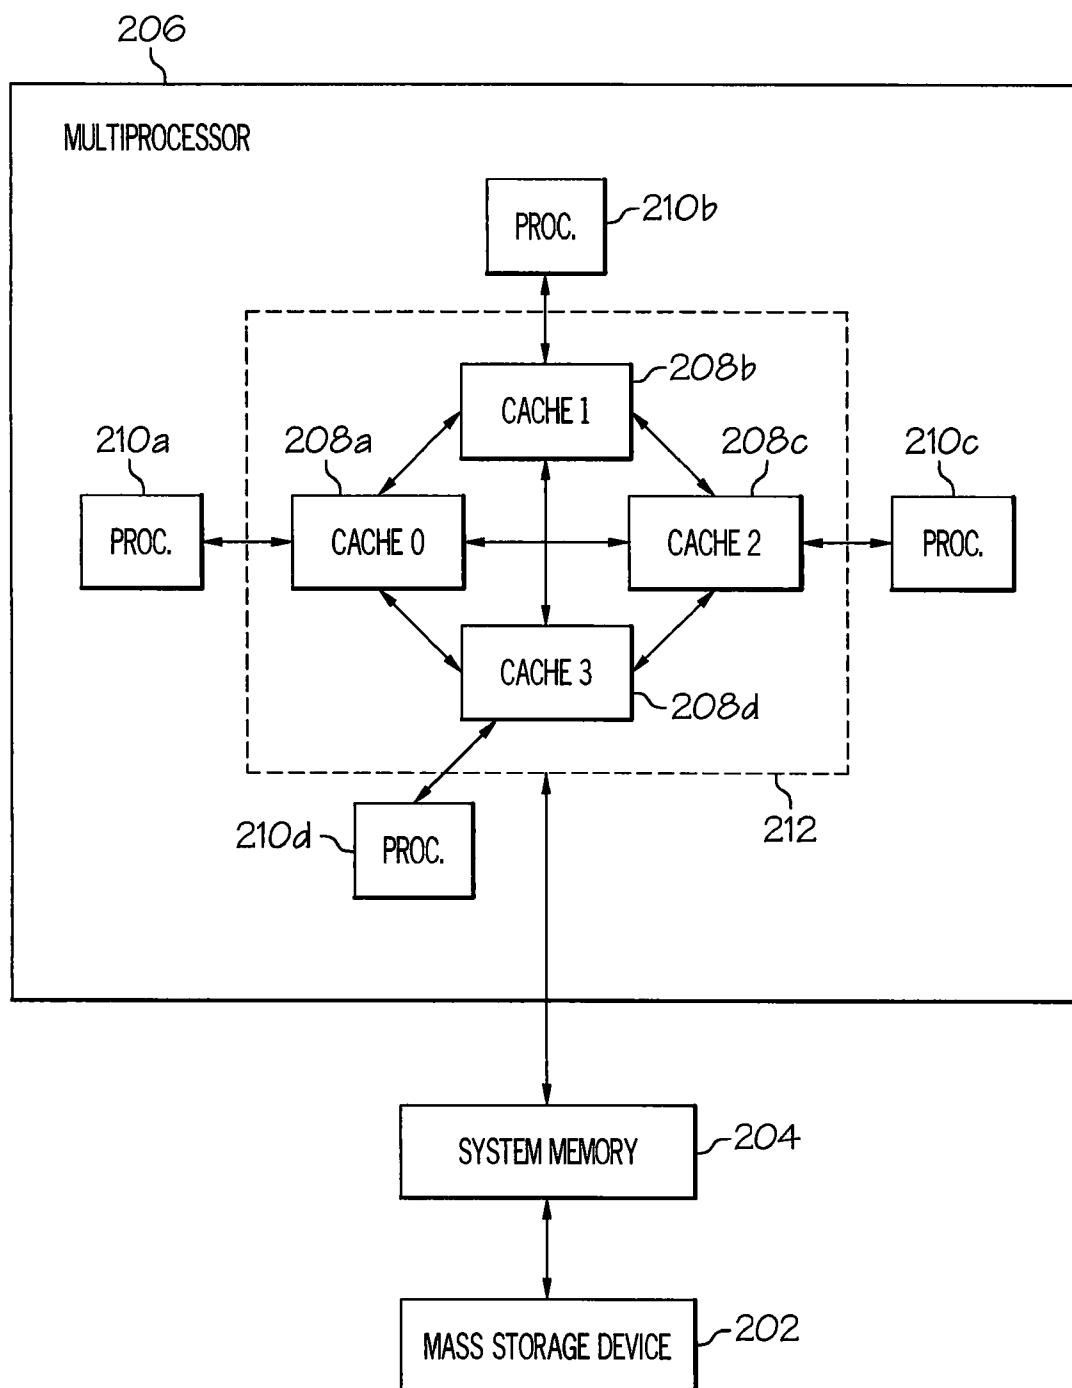 206
MULTIPROCESSOR
PROC.
210b
208b
CACHE 1
210a
208a
208c
210c
PROC.
CACHE 0
CACHE 2
PROC.
CACHE 3
208d
212
210d
PROC.
SYSTEM MEMORY
204
MASS STORAGE DEVICE
202